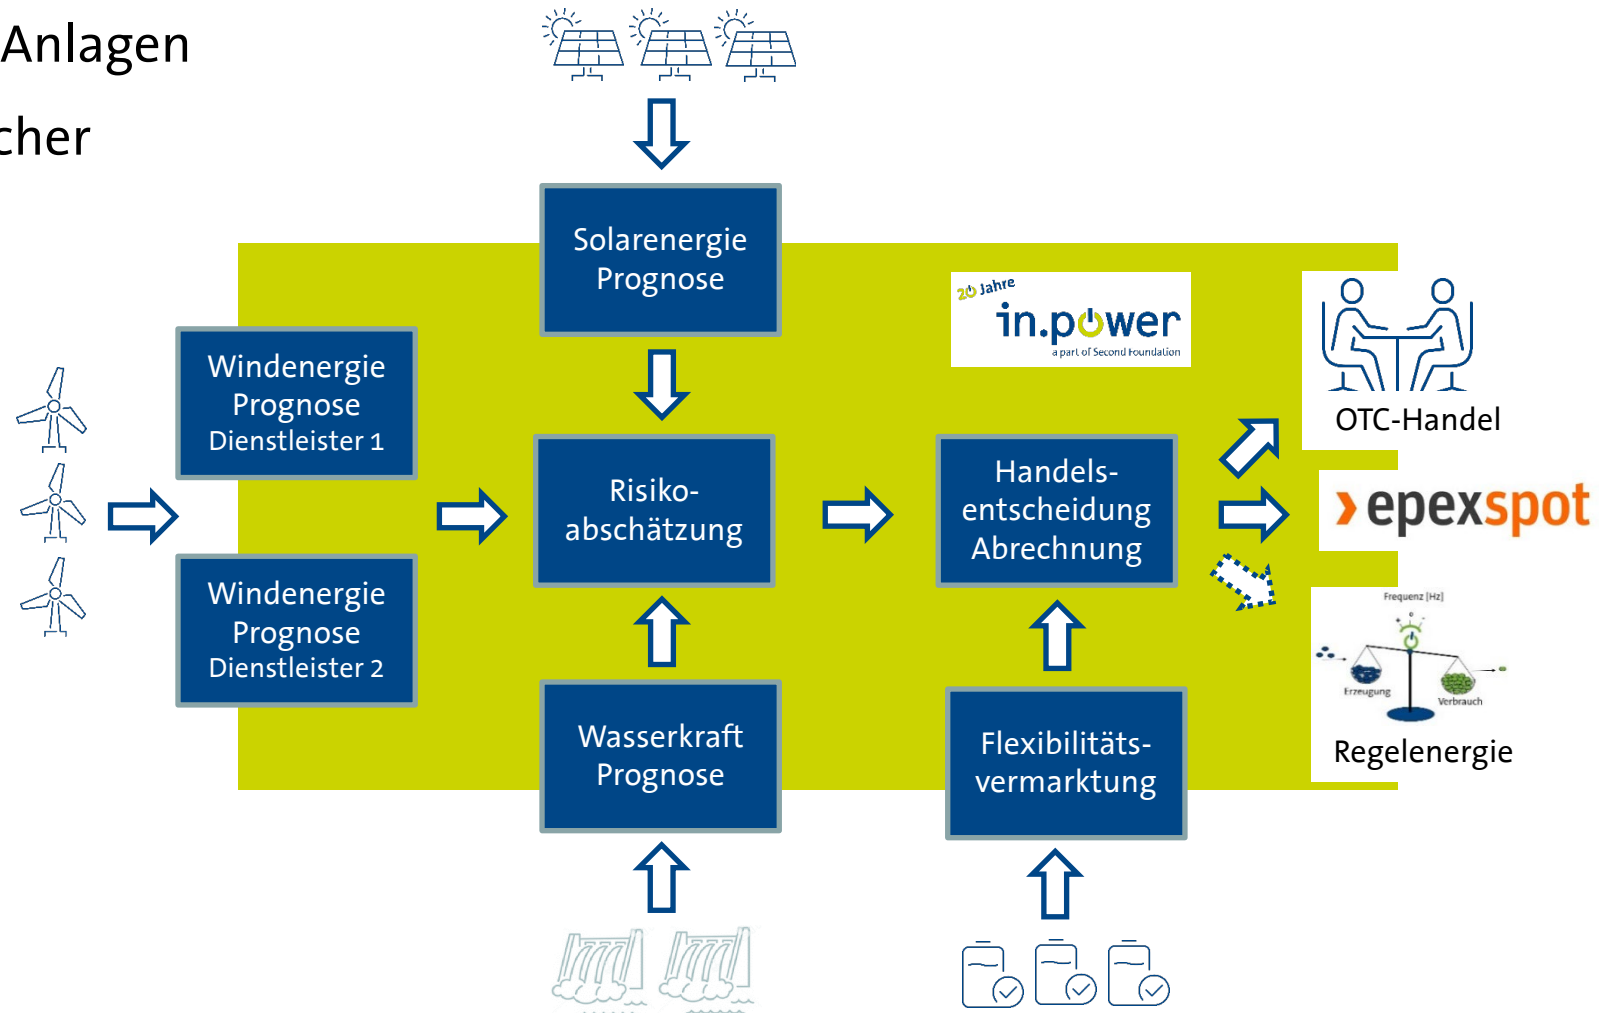 Anlagen
cher
Solarenergie
Prognose
20 Jahre
in.power
a part of Second Foundation
Windenergie
Prognose
Dienstleister 1
OTC-Handel
Risiko-
abschätzung
Handels-
entscheidung
Abrechnung
epexspot
Windenergie
Prognose
Dienstleister 2
Frequenz [Hz]
- 0 +
Erzeugung
Verbrauch
Regelenergie
Wasserkraft
Prognose
Flexibilitäts-
vermarktung